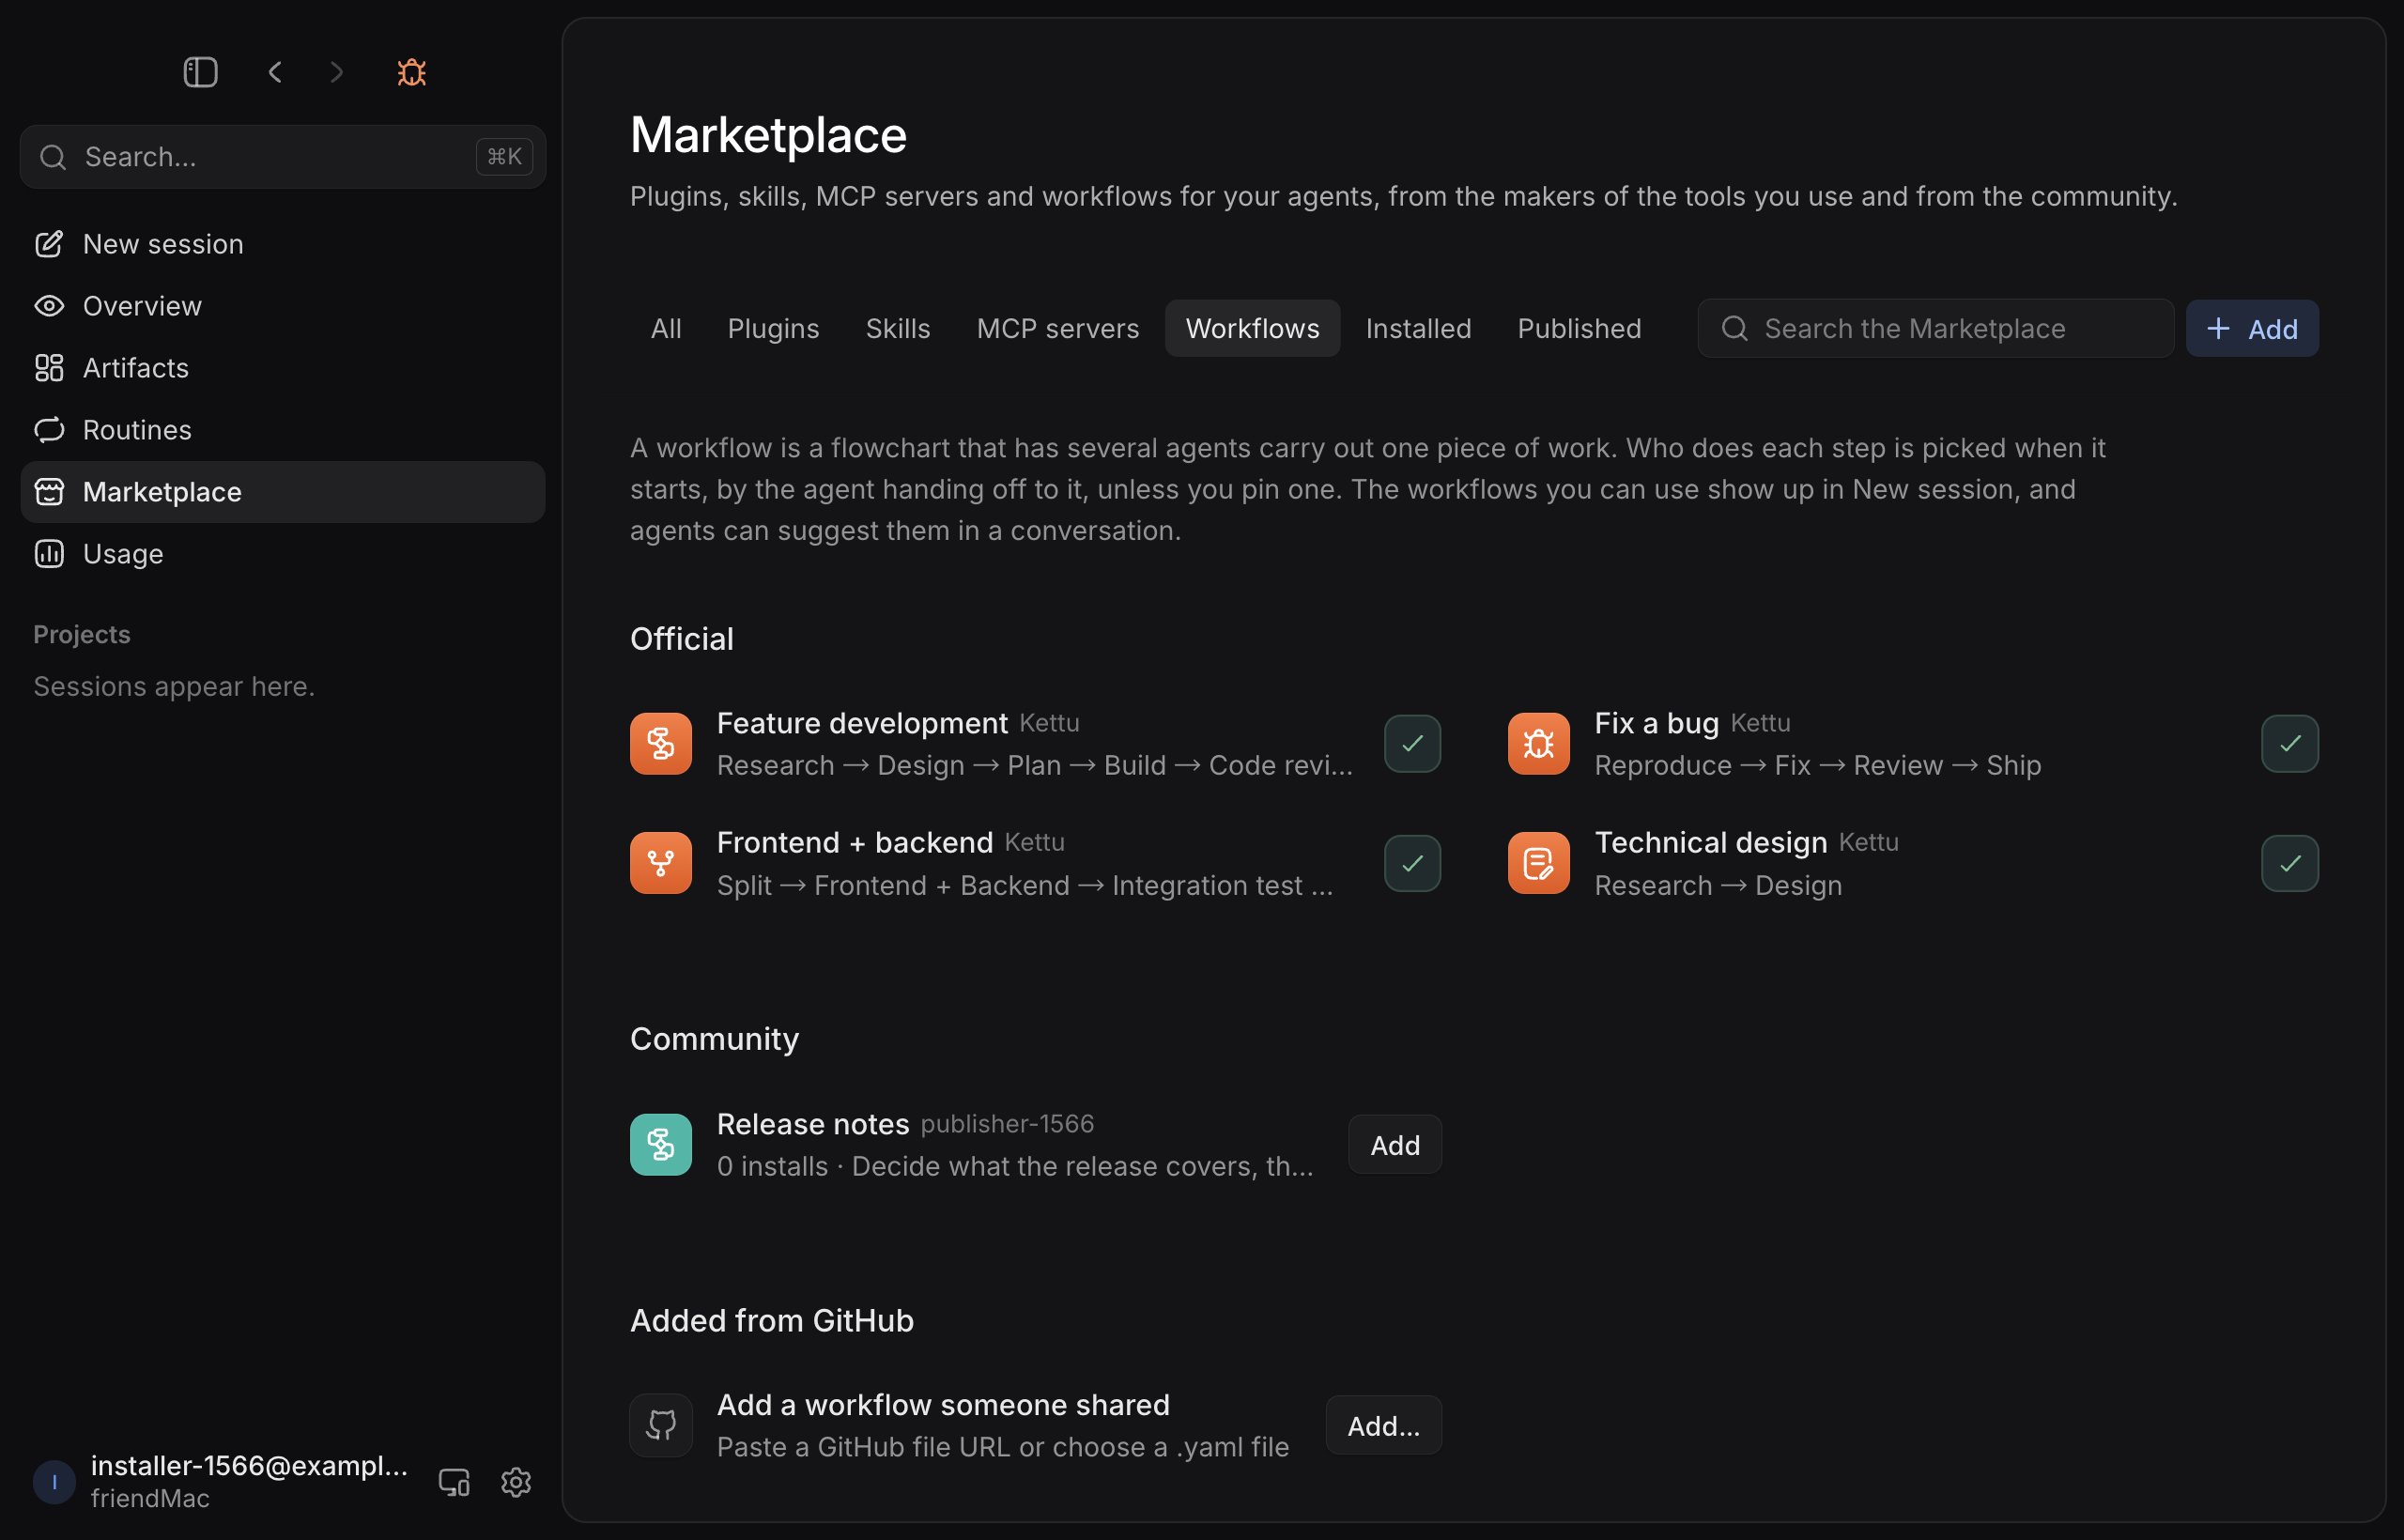 Search...
⌘K
New session
Overview
Artifacts
Routines
Marketplace
Usage
Projects
Sessions appear here.
installer-1566@exampl...
I
friendMac
Marketplace
Plugins, skills, MCP servers and workflows for your agents, from the makers of the tools you use and from the community.
All
Plugins
Skills
MCP servers
Workflows
Installed
Published
Search the Marketplace
+ Add
A workflow is a flowchart that has several agents carry out one piece of work. Who does each step is picked when it
starts, by the agent handing off to it, unless you pin one. The workflows you can use show up in New session, and
agents can suggest them in a conversation.
Official
Feature development Kettu
Research → Design → Plan → Build → Code revi...
Fix a bug Kettu
Reproduce → Fix → Review → Ship
Frontend + backend Kettu
Split → Frontend + Backend → Integration test ...
Technical design Kettu
Research → Design
Community
Release notes publisher-1566
0 installs · Decide what the release covers, th...
Add
Added from GitHub
Add a workflow someone shared
Paste a GitHub file URL or choose a .yaml file
Add...